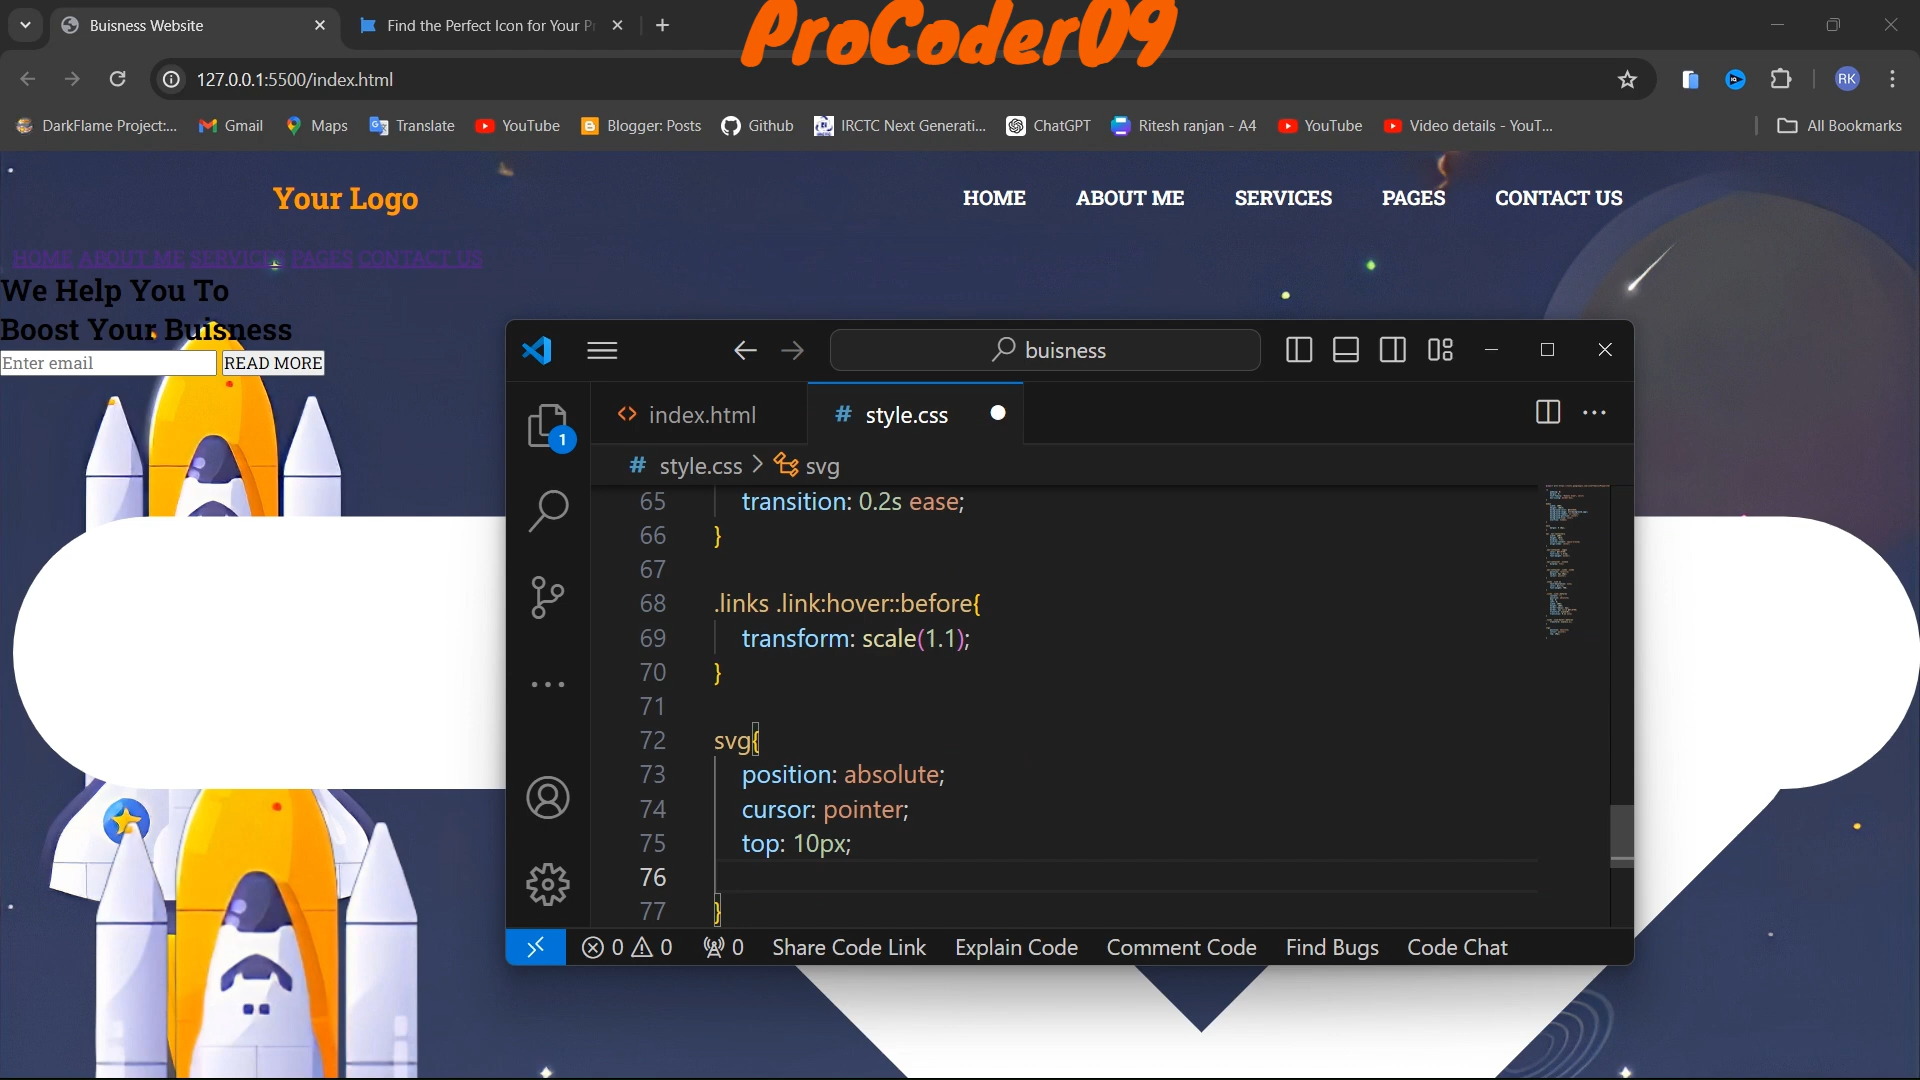 ProCoder09
Buisness Website
Find the Perfect Icon for Your P
127.0.0.1:5500/index.html
RK
DarkFlame Project:...
Gmail
Maps
Translate
YouTube
Blogger: Posts
Github
IRCTC Next Generati...
ChatGPT
Ritesh ranjan - A4
YouTube
Video details - YouT...
All Bookmarks
Your Logo
HOME
ABOUT ME
SERVICES
PAGES
CONTACT US
HOME ABOUT ME SERVICES PAGES CONTACT US
We Help You To
Boost Your Buisness
Enter email
READ MORE
buisness
1
index.html
# style.css
# style.css > svg
65 transition: 0.2s ease;
66 }
67
68 .links .link:hover::before{
69 transform: scale(1.1);
70 }
71
72 svg{
73 position: absolute;
74 cursor: pointer;
75 top: 10px;
76
77 }
0 0 0 Share Code Link Explain Code Comment Code Find Bugs Code Chat